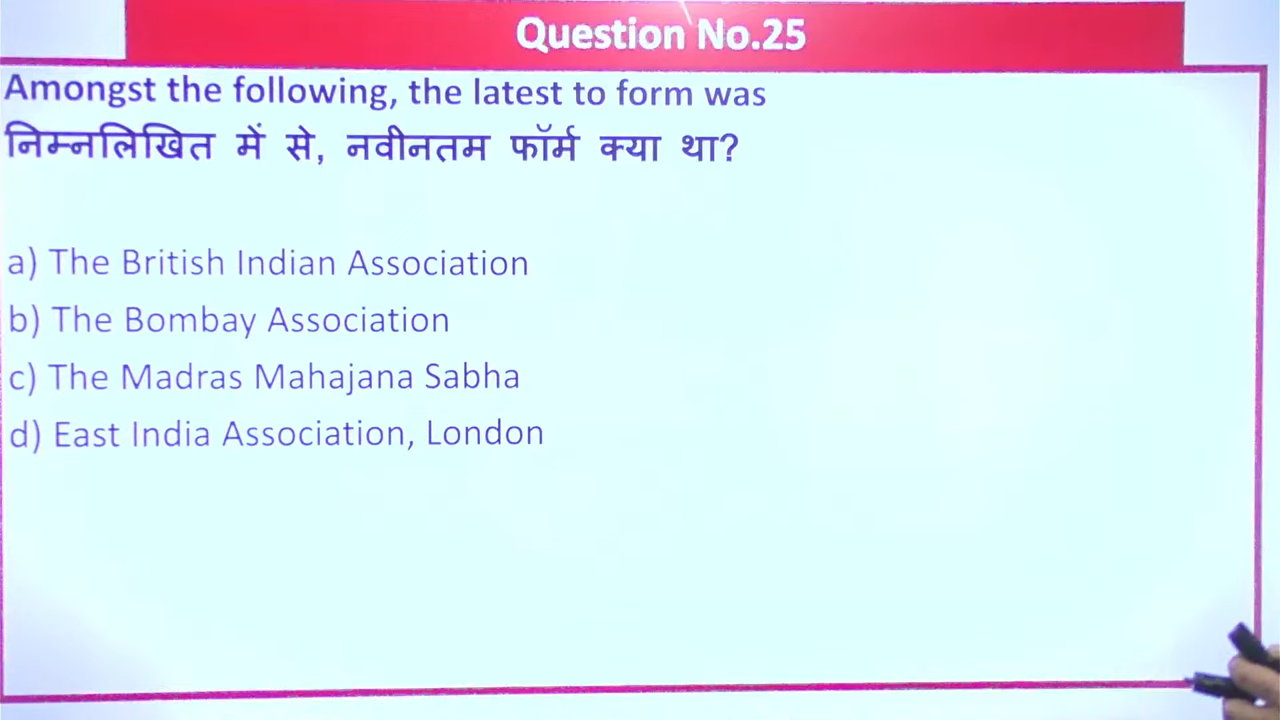 Question No.25
Amongst the following, the latest to form was
निम्नलिखित में से, नवीनतम फॉर्म क्या था?
a) The British Indian Association
b) The Bombay Association
c) The Madras Mahajana Sabha
d) East India Association, London